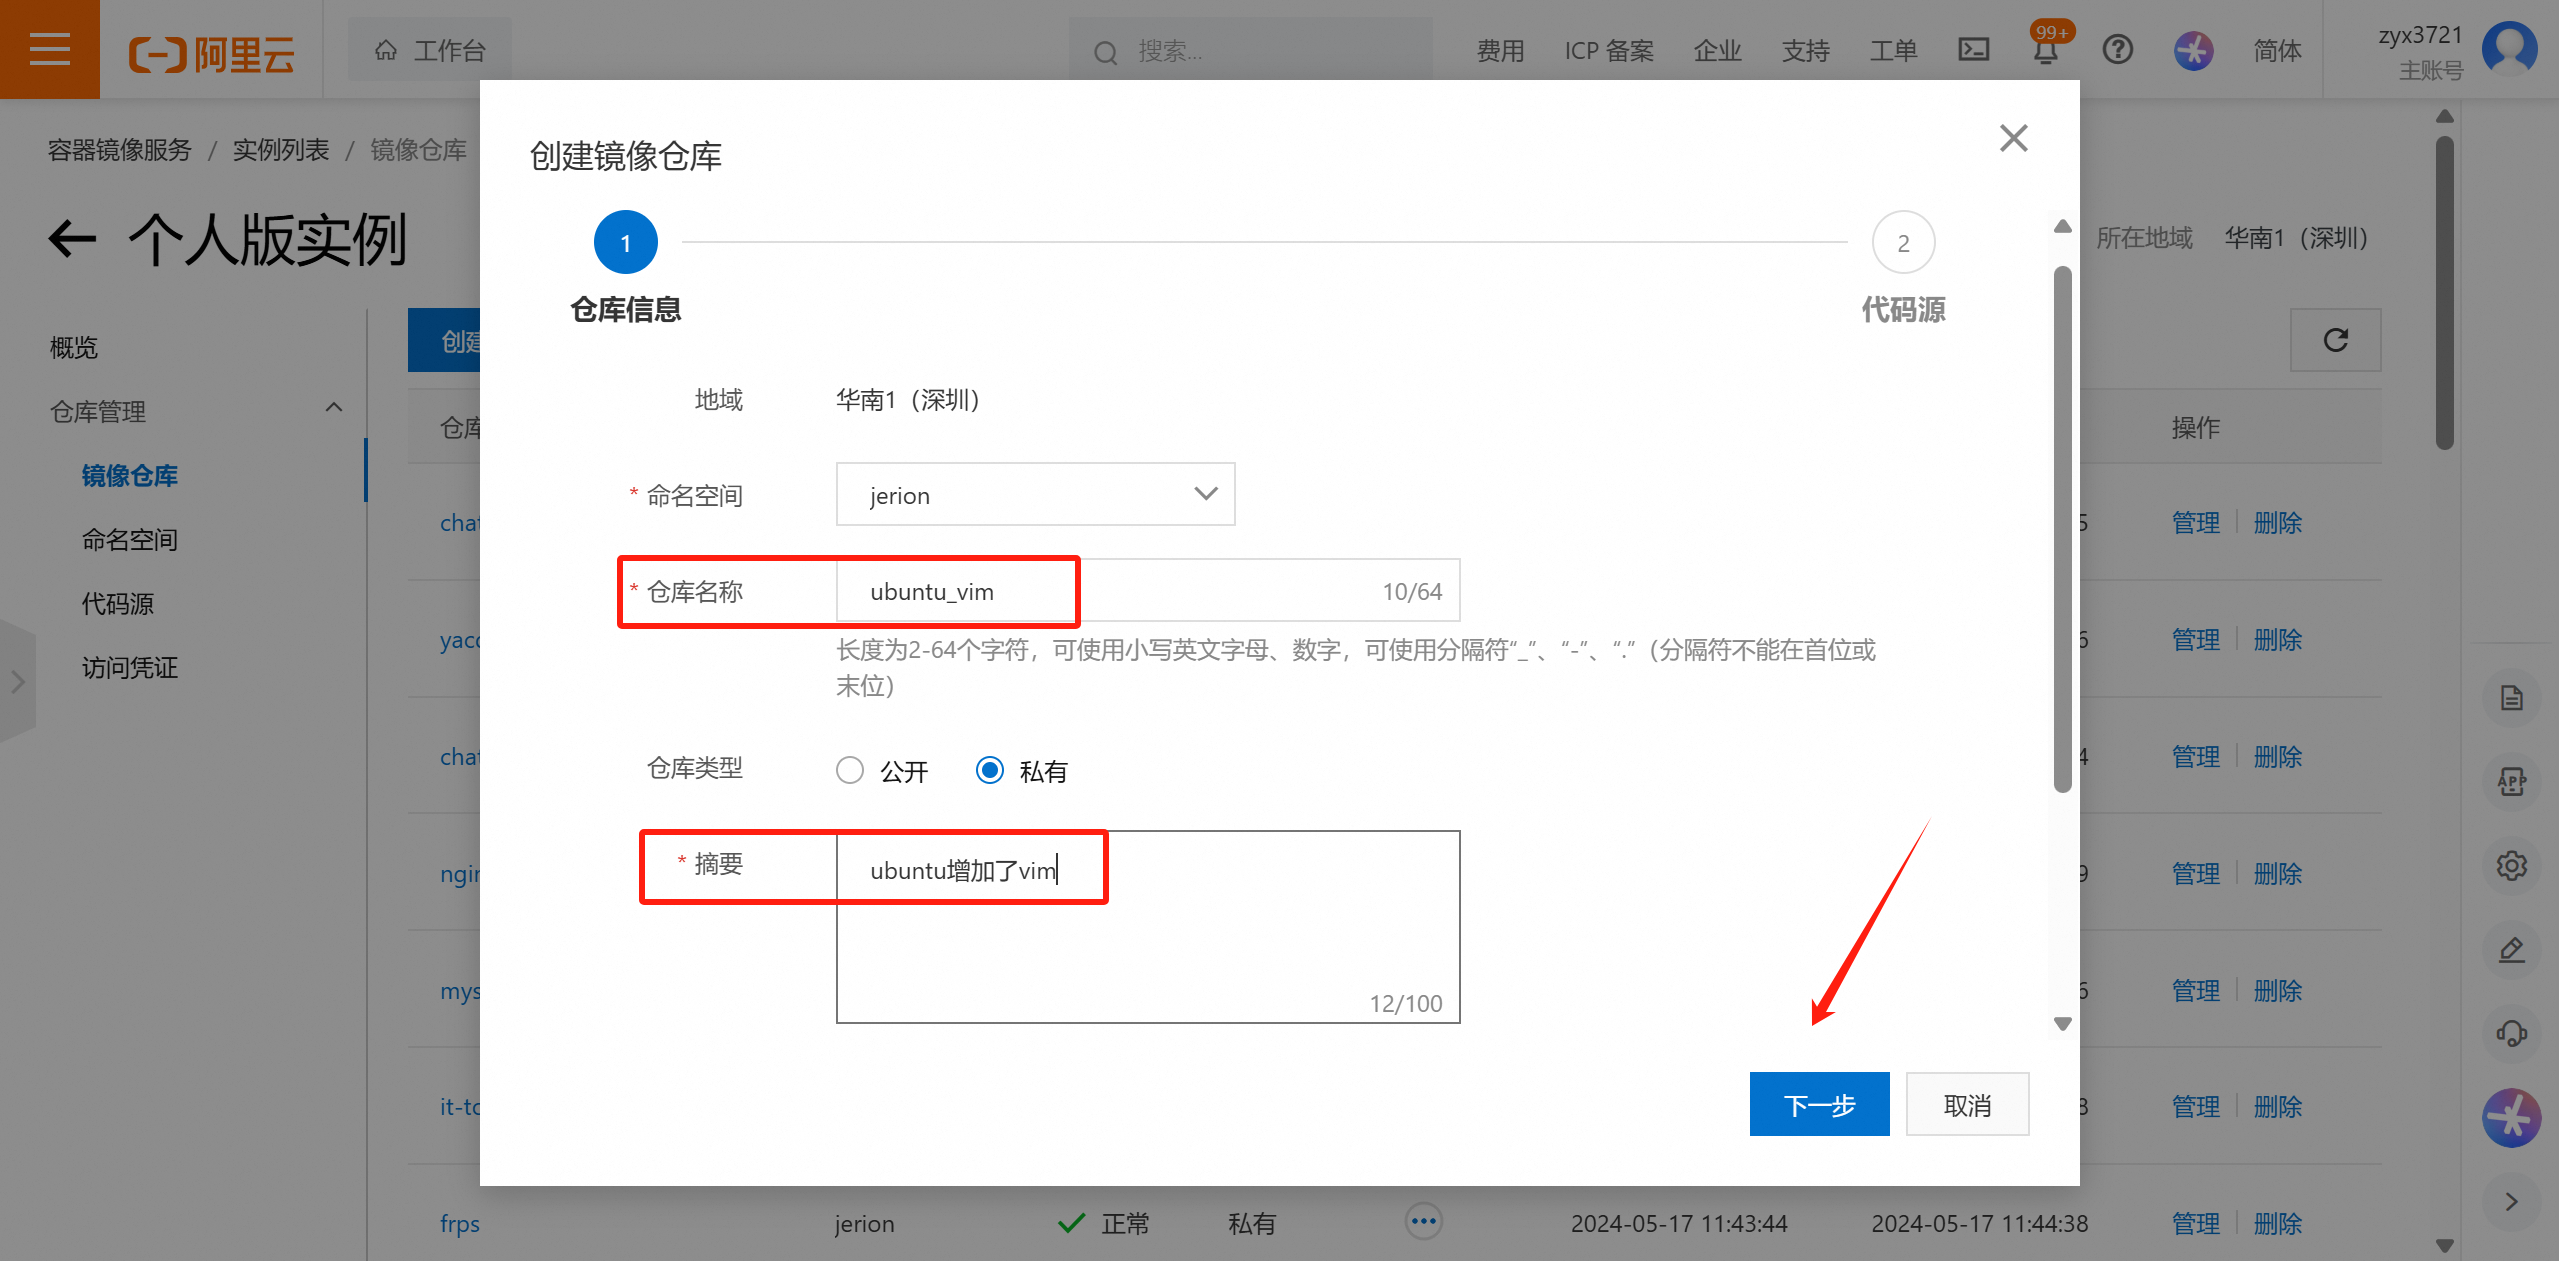 阿里云
工作台
搜索...
费用
ICP 备案
企业
支持
工单
99+
简体
zyx3721
主账号
容器镜像服务 / 实例列表 / 镜像仓库
个人版实例
所在地域 华南1（深圳）
概览
仓库管理
镜像仓库
命名空间
代码源
访问凭证
创建镜像仓库
1
2
仓库信息
代码源
地域 华南1（深圳）
* 命名空间 jerion
* 仓库名称 ubuntu_vim 10/64
长度为2-64个字符，可使用小写英文字母、数字，可使用分隔符“_”、“-”、“.”（分隔符不能在首位或
末位）
仓库类型 公开 私有
* 摘要 ubuntu增加了vim
12/100
下一步 取消
操作
管理 删除
管理 删除
管理 删除
管理 删除
管理 删除
管理 删除
frps jerion 正常 私有 2024-05-17 11:43:44 2024-05-17 11:44:38 管理 删除
APP